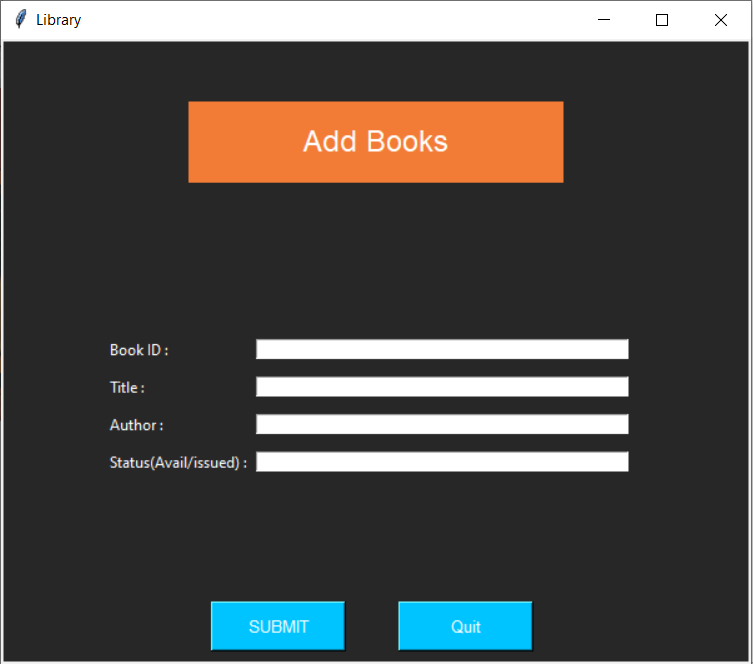 Library
Add Books
Book ID :
Title :
Author :
Status(Avail/issued) :
SUBMIT
Quit